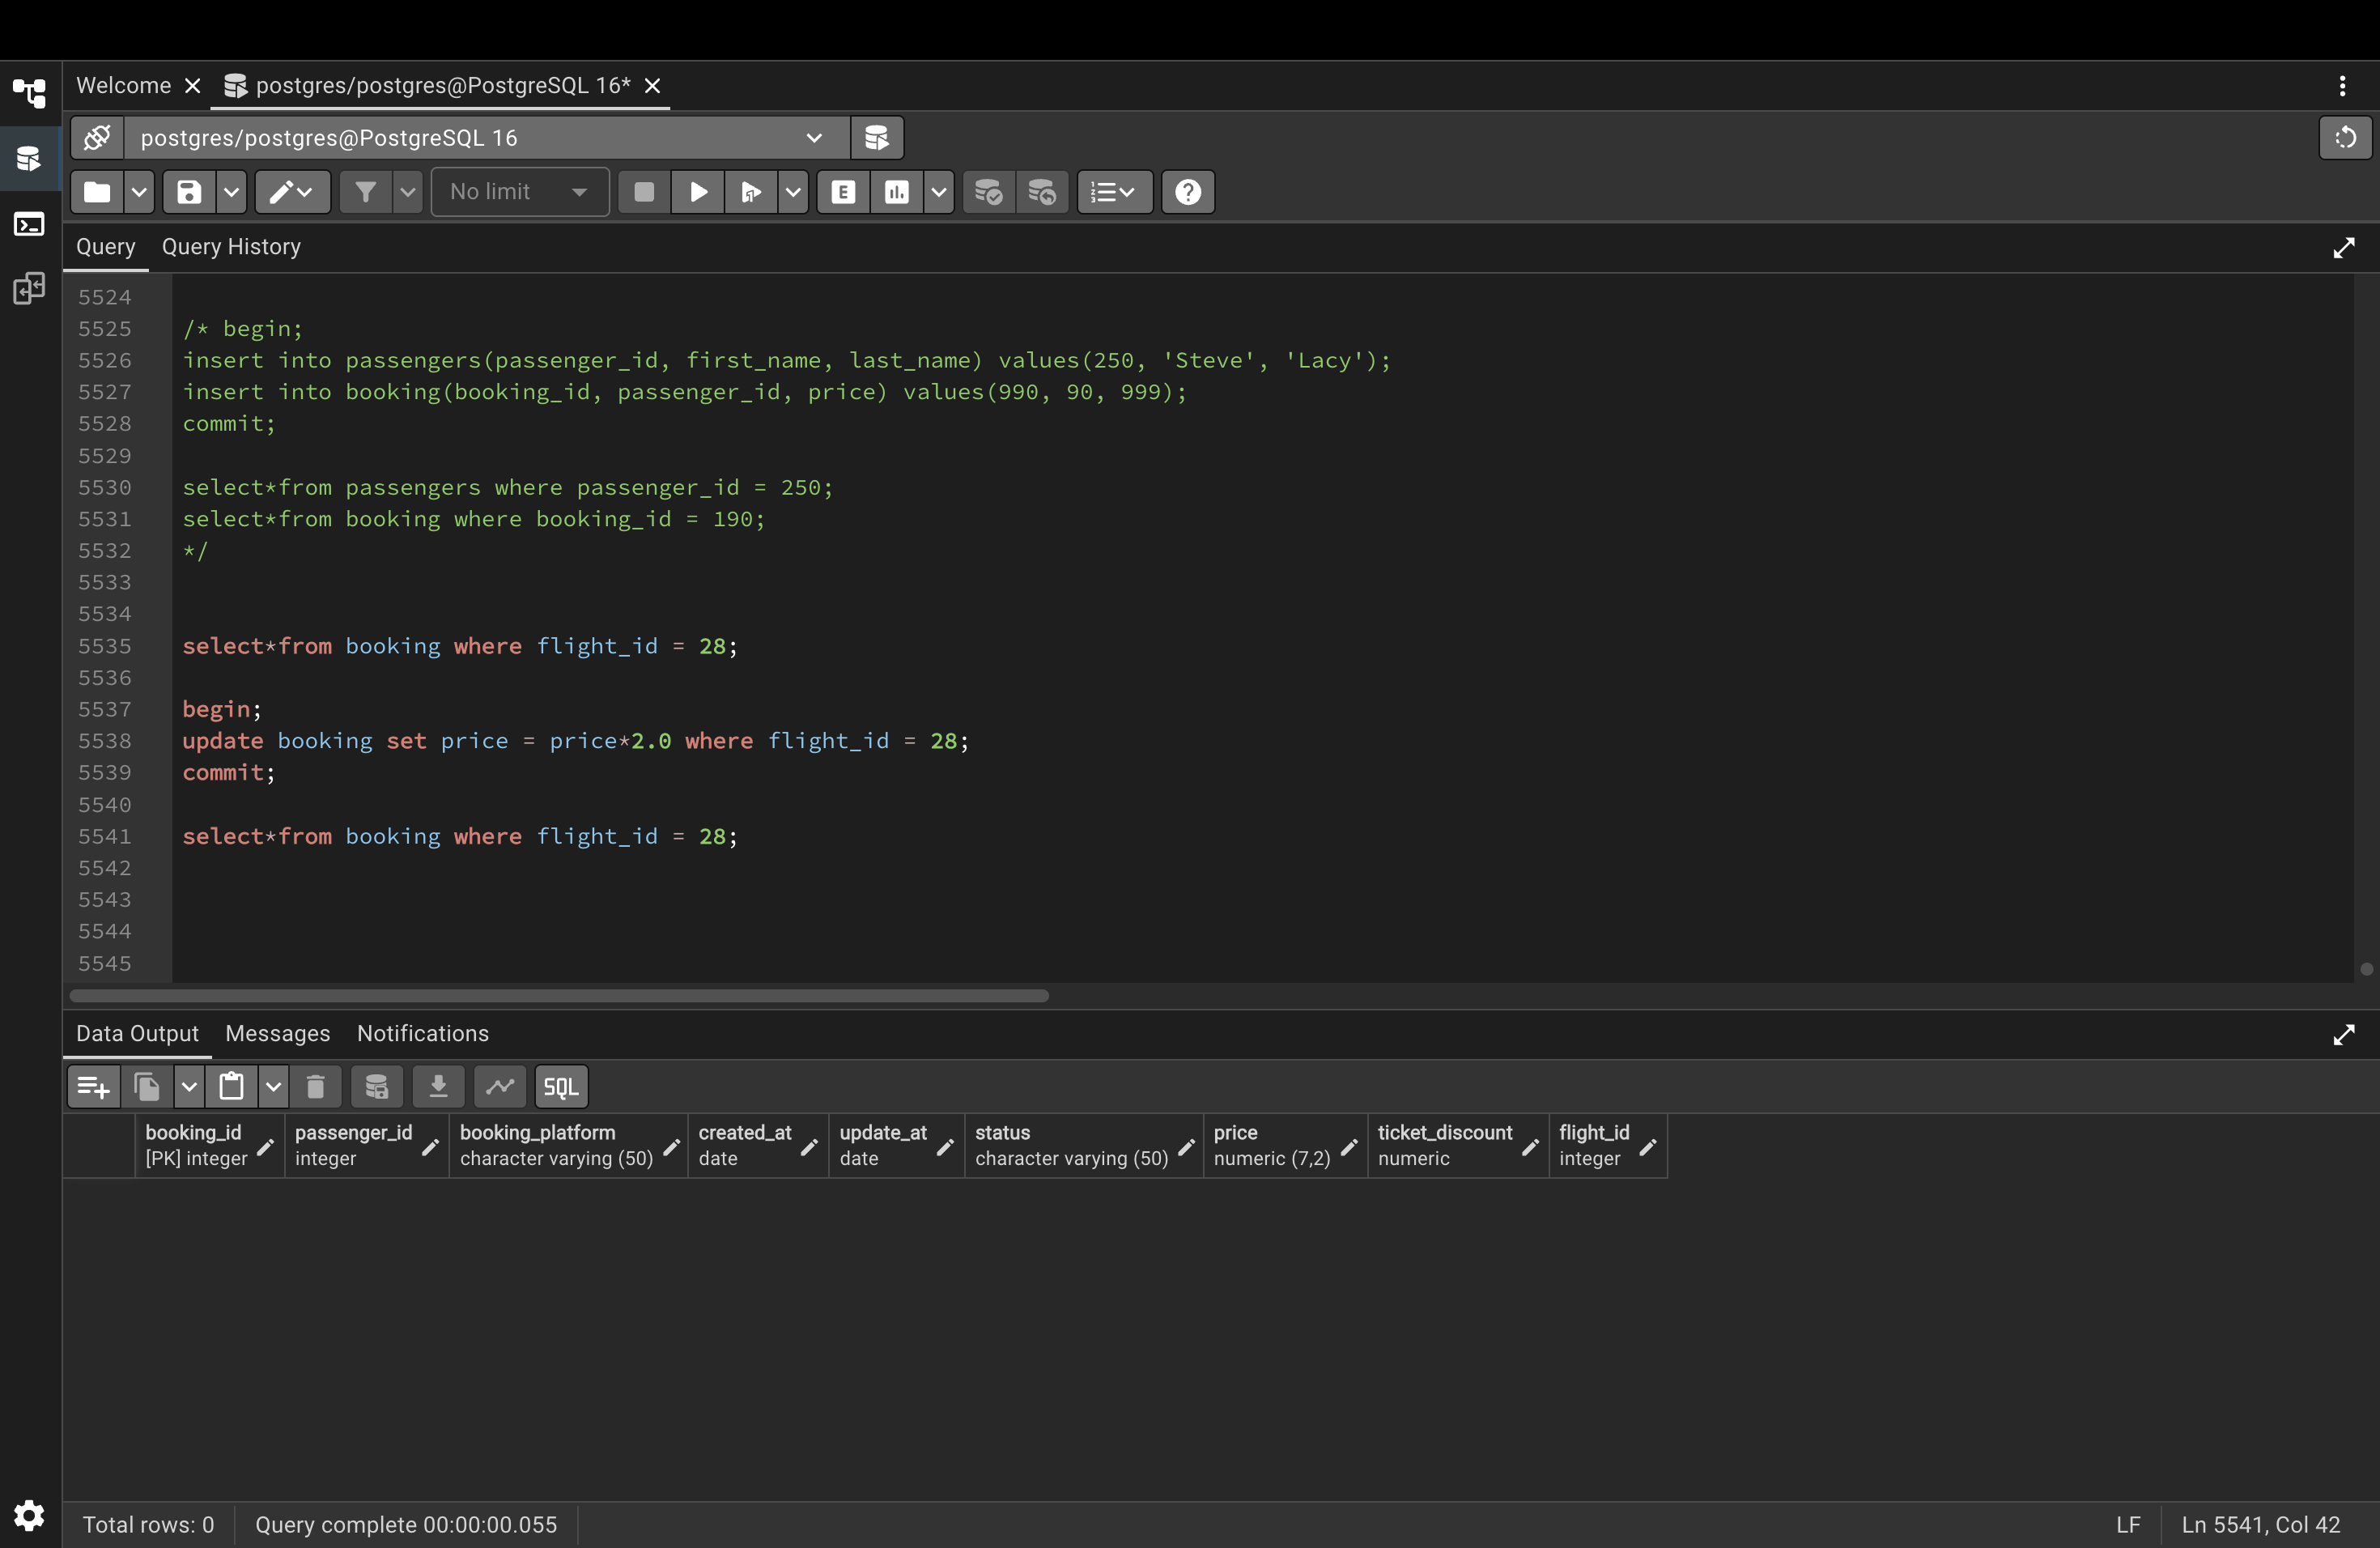 Welcome
postgres/postgres@PostgreSQL 16*
postgres/postgres@PostgreSQL 16
No limit
E
Query Query History
5524
5525 /* begin;
5526 insert into passengers(passenger_id, first_name, last_name) values(250, 'Steve', 'Lacy');
5527 insert into booking(booking_id, passenger_id, price) values(990, 90, 999);
5528 commit;
5529
5530 select*from passengers where passenger_id = 250;
5531 select*from booking where booking_id = 190;
5532 */
5533
5534
5535 select*from booking where flight_id = 28;
5536
5537 begin;
5538 update booking set price = price*2.0 where flight_id = 28;
5539 commit;
5540
5541 select*from booking where flight_id = 28;
5542
5543
5544
5545
Data Output Messages Notifications
SQL
booking_id passenger_id booking_platform created_at update_at status price ticket_discount flight_id
[PK] integer integer character varying (50) date date character varying (50) numeric (7,2) numeric integer
Total rows: 0 Query complete 00:00:00.055 LF Ln 5541, Col 42